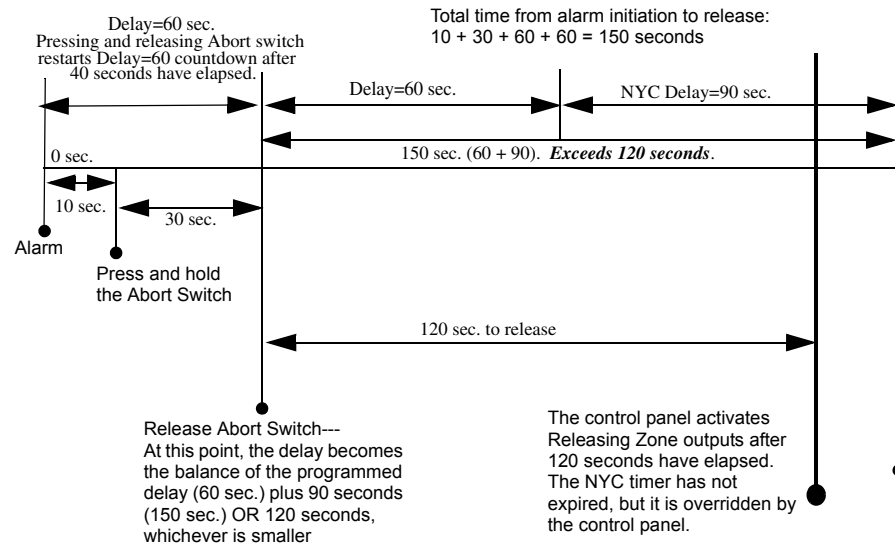 Delay=60 sec.
Pressing and releasing Abort switch
restarts Delay=60 countdown after
40 seconds have elapsed.
Total time from alarm initiation to release:
10 + 30 + 60 + 60 = 150 seconds
Delay=60 sec.
NYC Delay=90 sec.
0 sec.
150 sec. (60 + 90). Exceeds 120 seconds.
10 sec.
30 sec.
Alarm
Press and hold
the Abort Switch
120 sec. to release
Release Abort Switch---
At this point, the delay becomes
the balance of the programmed
delay (60 sec.) plus 90 seconds
(150 sec.) OR 120 seconds,
whichever is smaller
The control panel activates
Releasing Zone outputs after
120 seconds have elapsed.
The NYC timer has not
expired, but it is overridden by
the control panel.